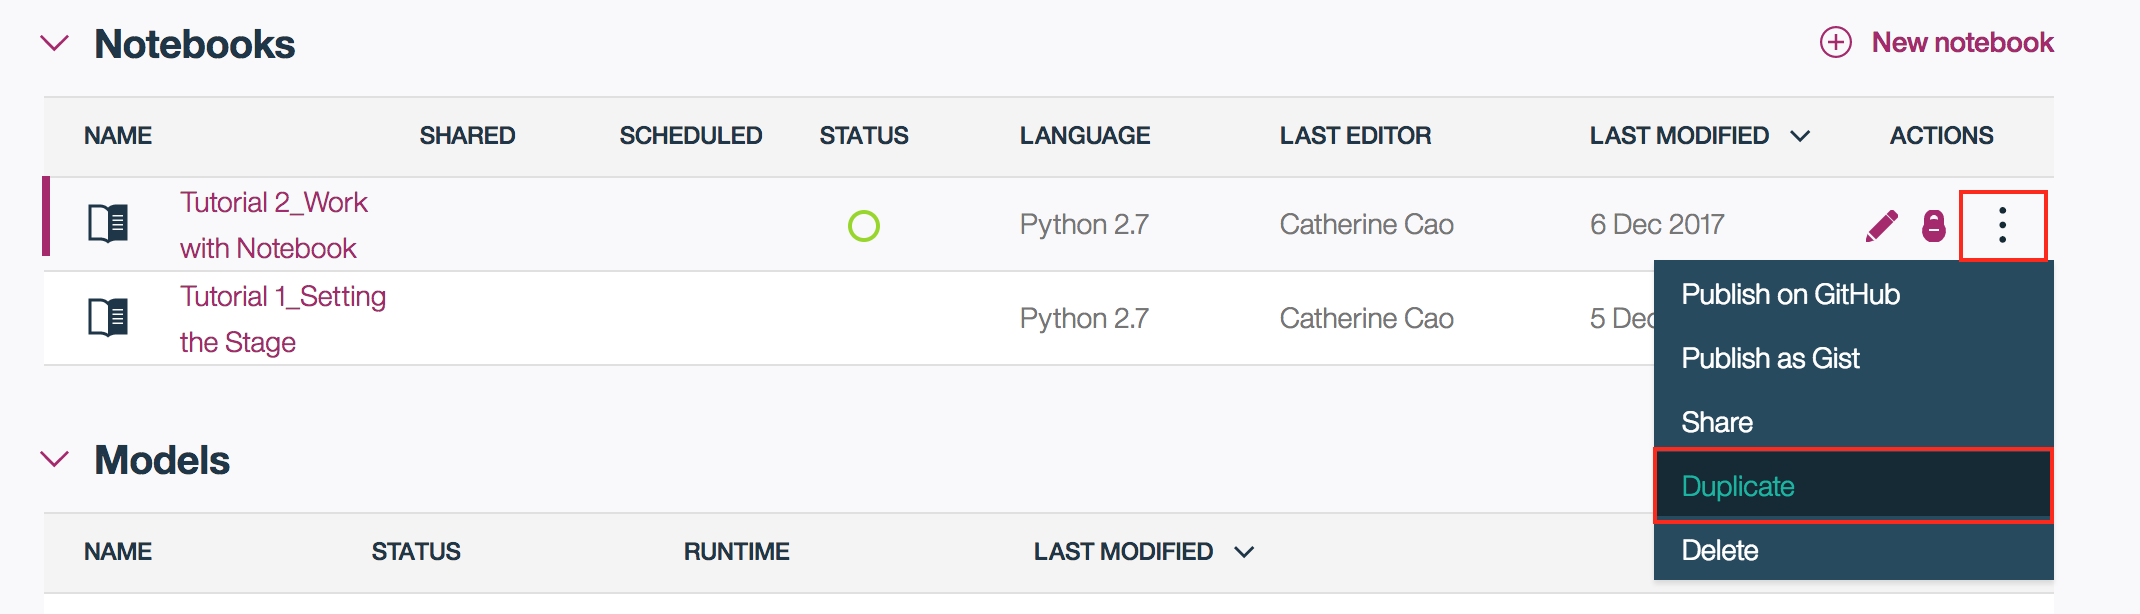 Notebooks
New notebook
NAME SHARED SCHEDULED STATUS LANGUAGE LAST EDITOR LAST MODIFIED ACTIONS
Tutorial 2_Work
with Notebook
Python 2.7 Catherine Cao 6 Dec 2017
Tutorial 1_Setting
the Stage
Python 2.7 Catherine Cao 5 Dec
Publish on GitHub
Publish as Gist
Share
Duplicate
Delete
Models
NAME STATUS RUNTIME LAST MODIFIED